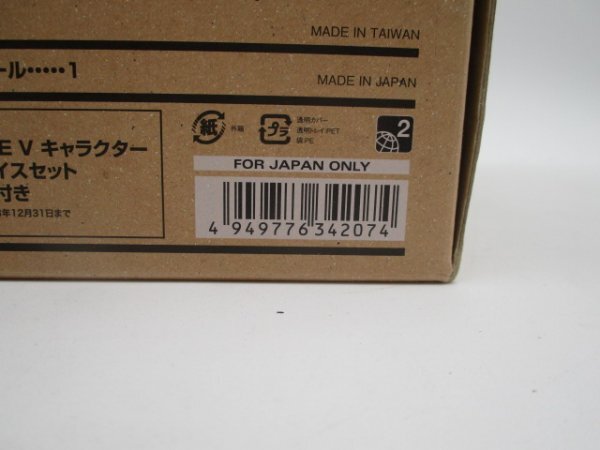 MADE IN TAIWAN
ール……1
MADE IN JAPAN
紙 外箱
プラ
透明カバー
透明トレイ:PET
袋:PE
2
E V キャラクター
イスセット
付き
年12月31日まで
FOR JAPAN ONLY
4 949776 342074